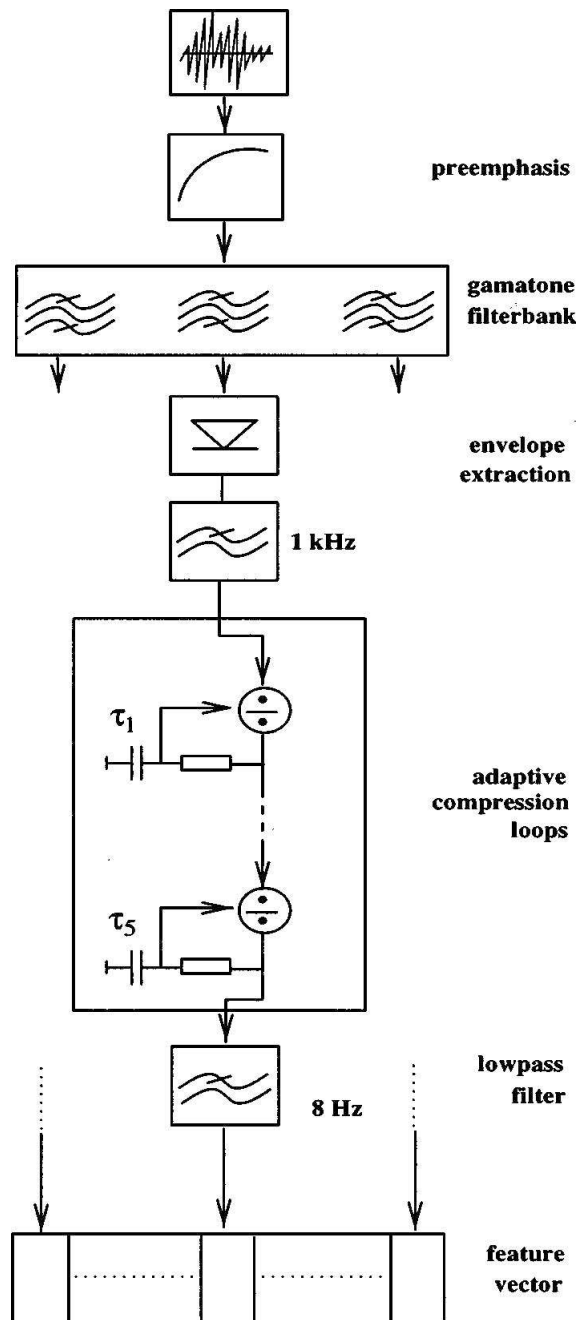 preemphasis
gamatone
filterbank
envelope
extraction
1 kHz
τ1
adaptive
compression
loops
τ5
lowpass
filter
8 Hz
feature
vector